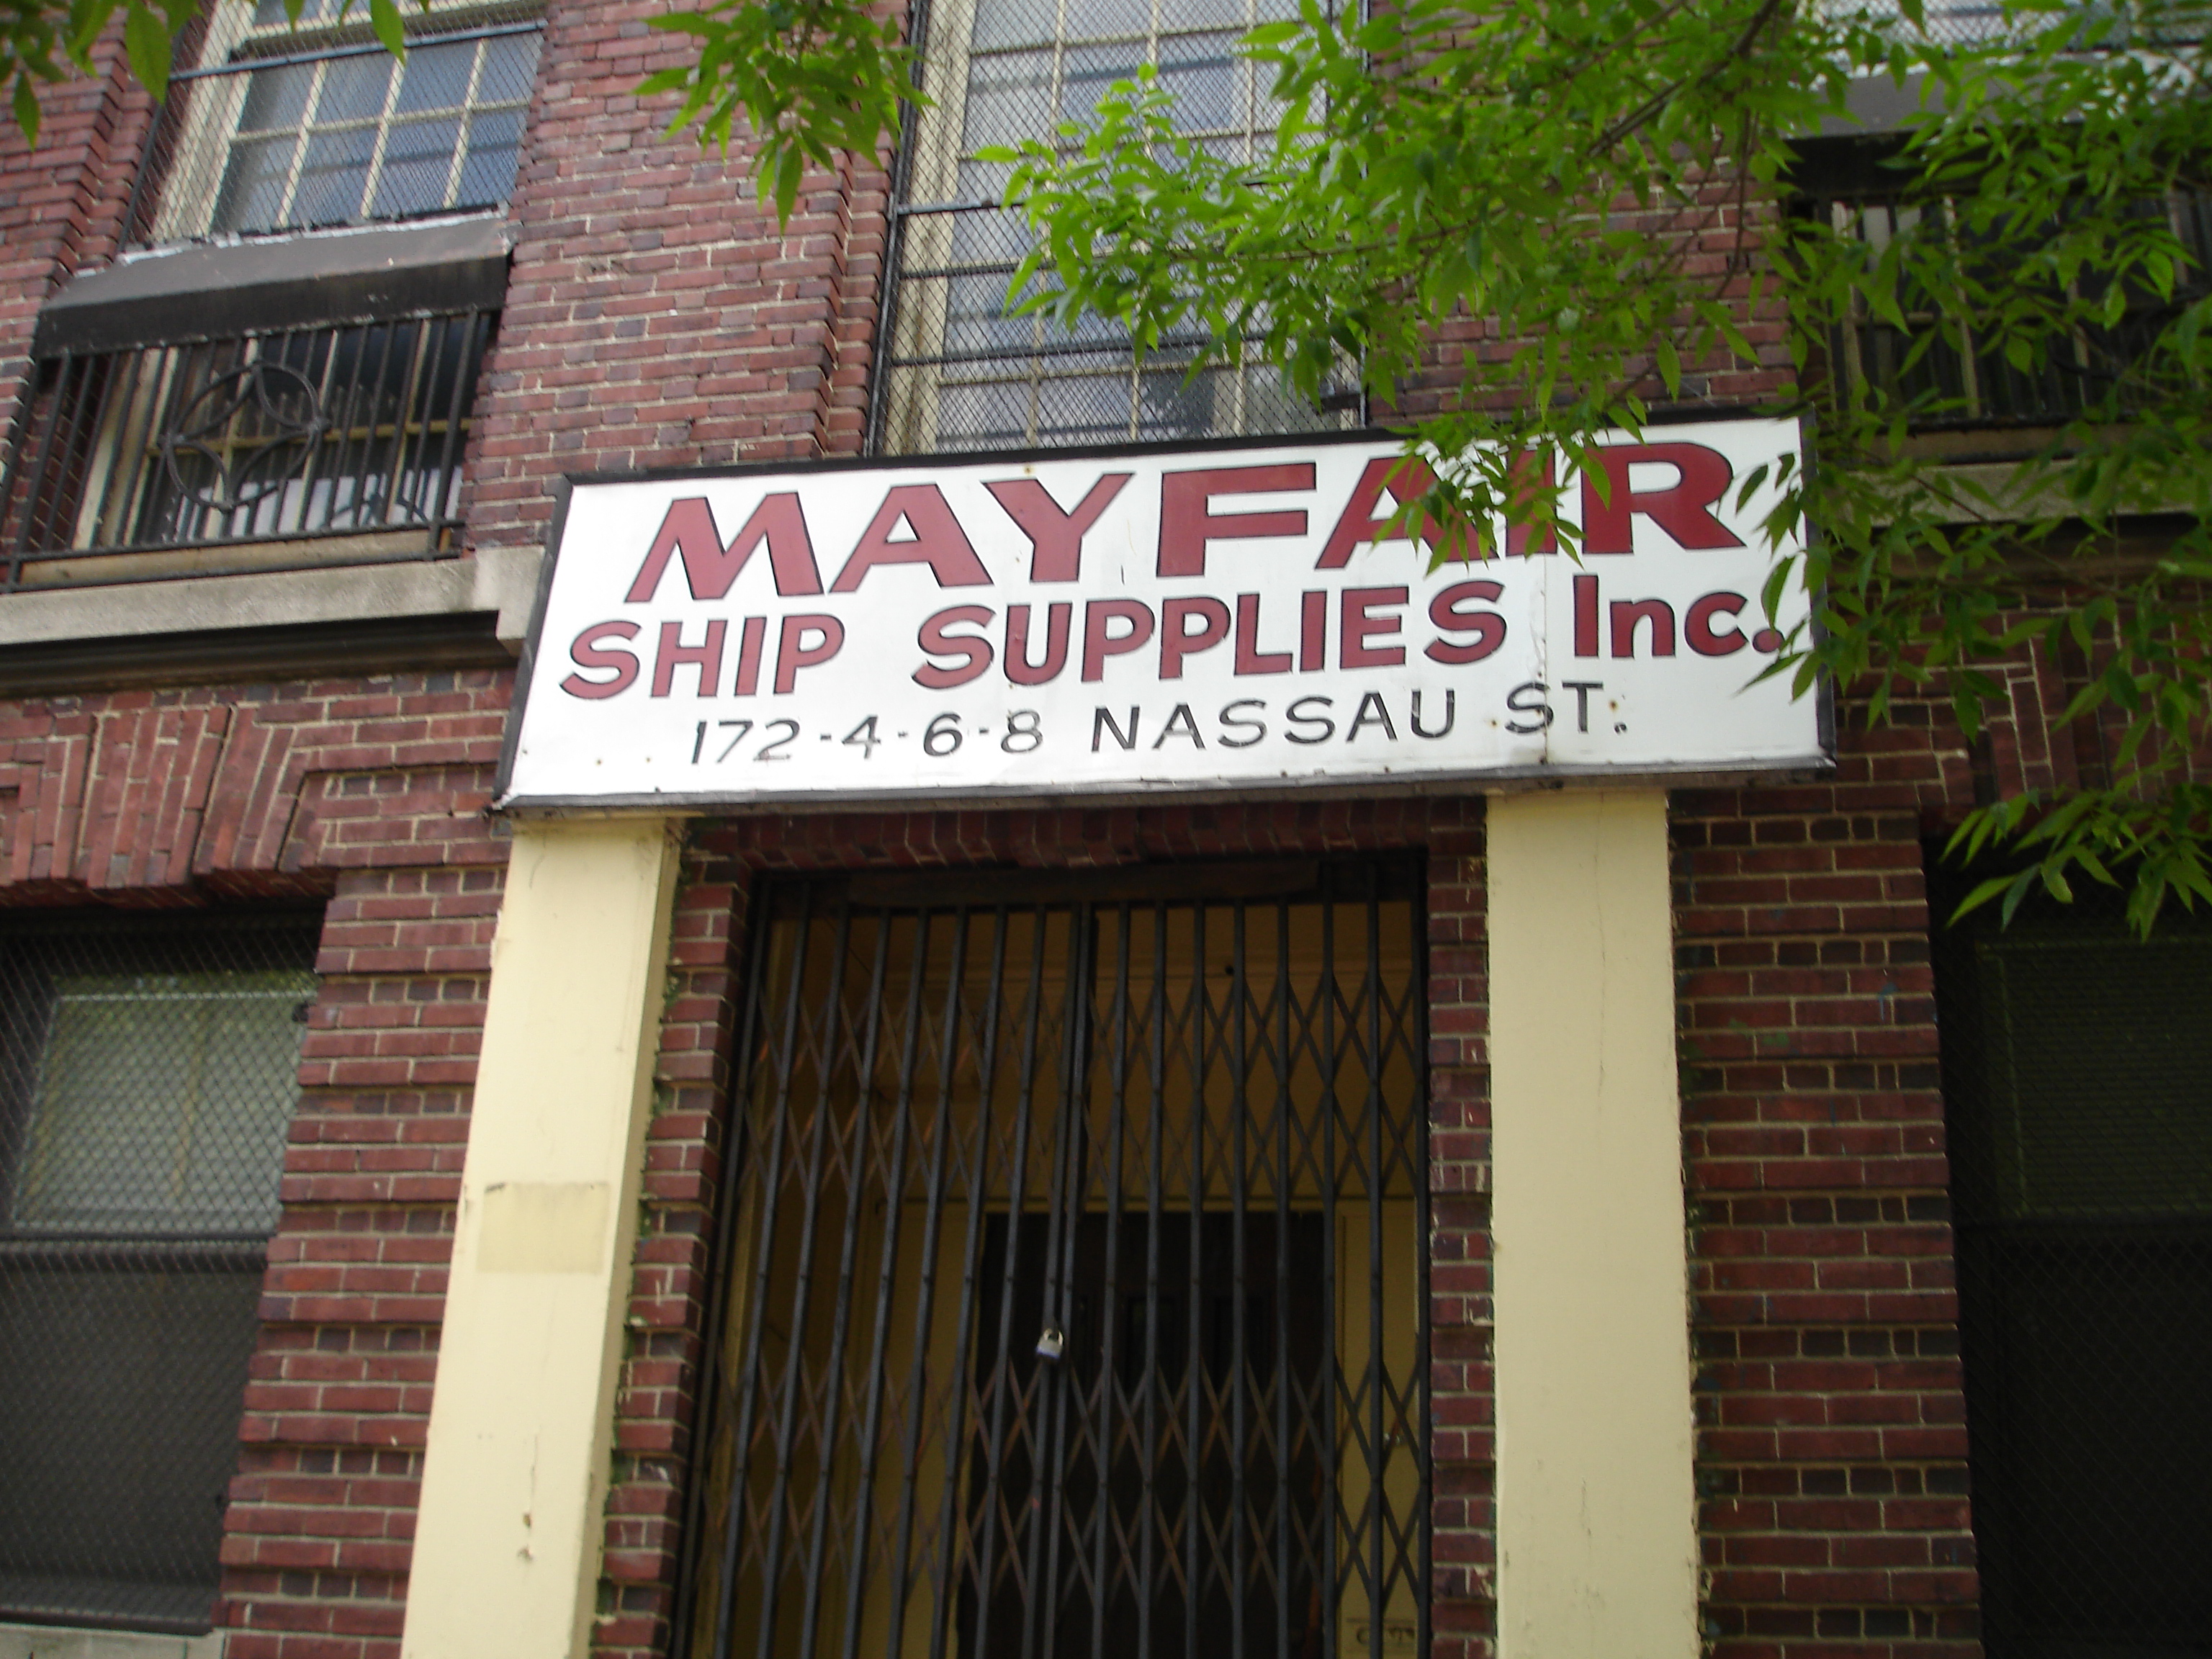 MAYFAIR
SHIP SUPPLIES Inc.
172-4-6-8 NASSAU ST.